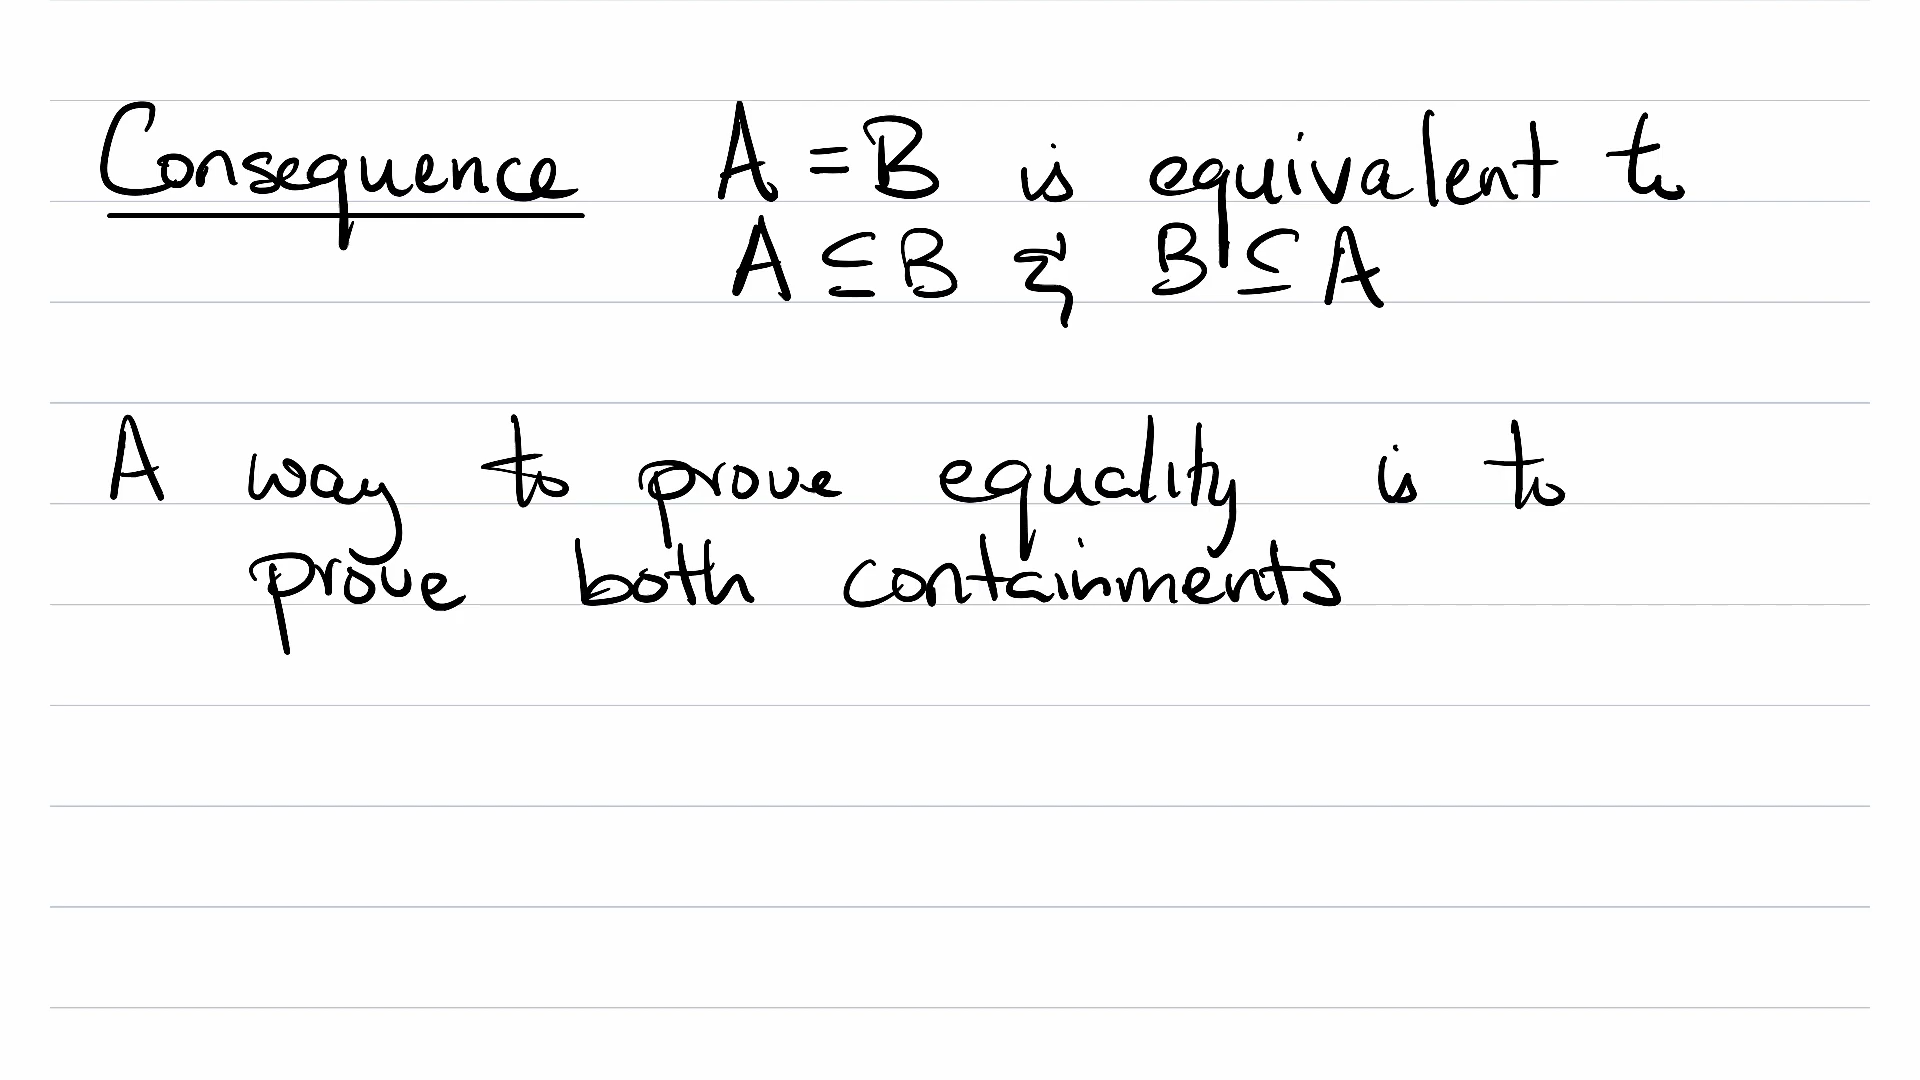 Consequence A = B is equivalent to
A ⊆ B & B ⊆ A
A way to prove equality is to
prove both containments